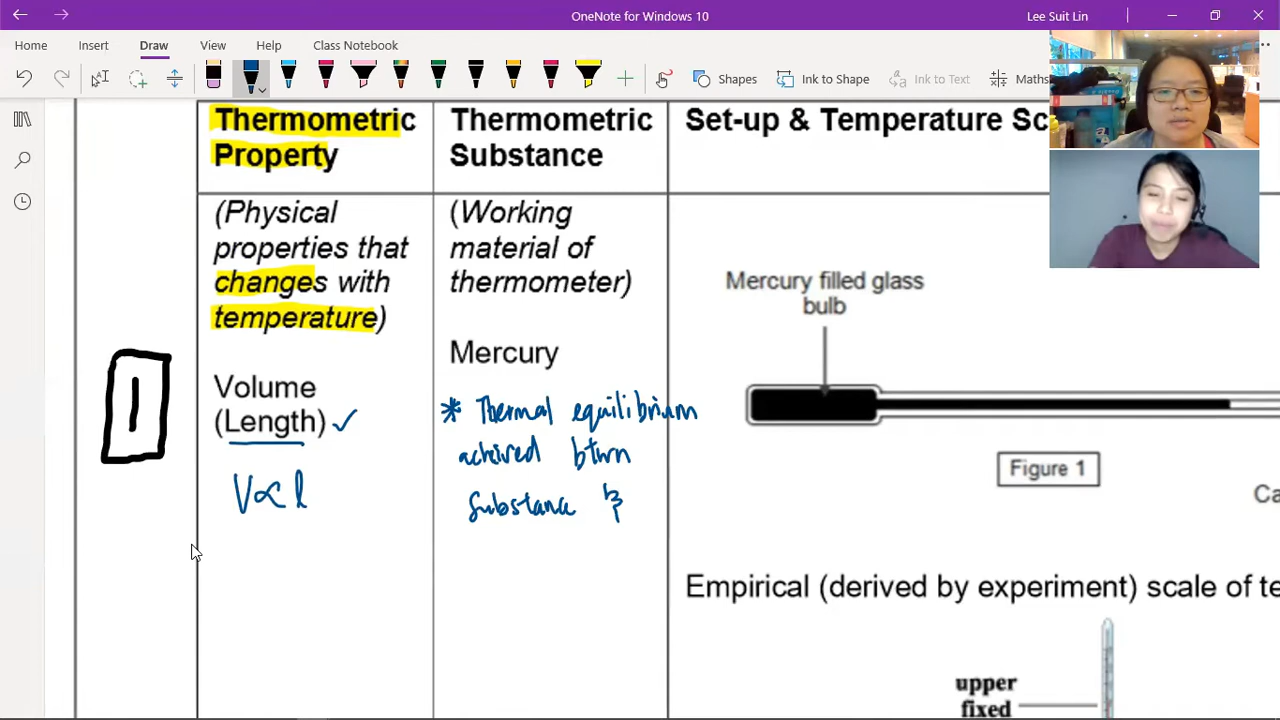 OneNote for Windows 10
Lee Suit Lin
Home
Insert
Draw
View
Help
Class Notebook
Shapes
Ink to Shape
Ink to Text
Maths
Thermometric
Property
Thermometric
Substance
Set-up & Temperature Sc
(Physical
properties that
changes with
temperature)
Volume
(Length) ✓
V∝l
(Working
material of
thermometer)
Mercury
* Thermal equilibrium
achived btwn
Substance &
Mercury filled glass
bulb
Figure 1
Ca
Empirical (derived by experiment) scale of te
upper
fixed